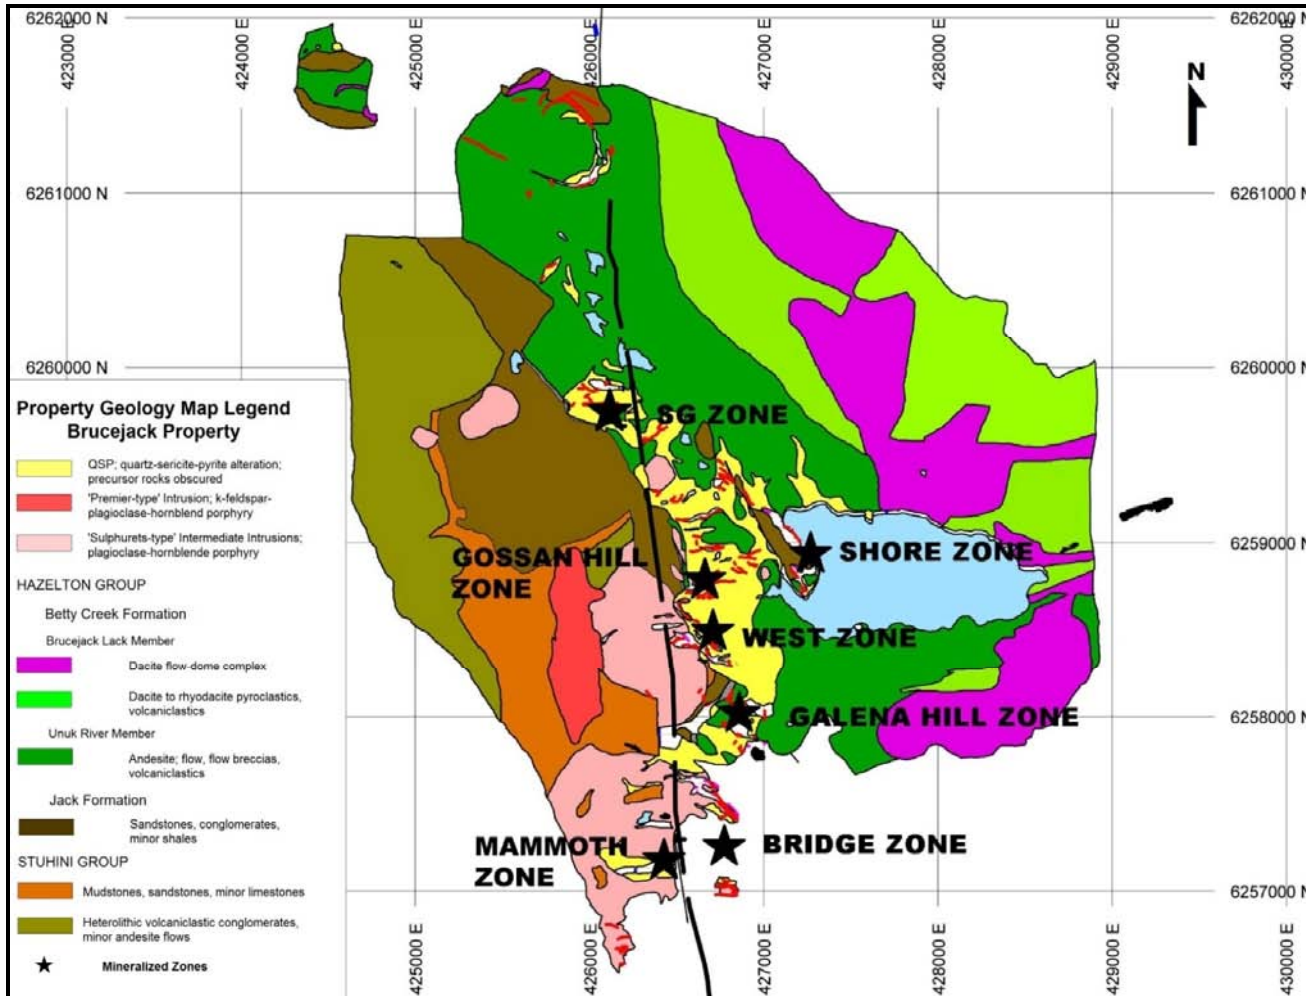 6262000 N
6262000 N
423000 E
424000 E
425000 E
426000 E
427000 E
428000 E
429000 E
430000 E
N
6261000 N
6261000 N
6260000 N
6260000 N
Property Geology Map Legend
Brucejack Property
QSP; quartz-sericite-pyrite alteration;
precursor rocks obscured
'Premier-type' Intrusion; k-feldspar-
plagioclase-hornblend porphyry
'Sulphurets-type' Intermediate Intrusions;
plagioclase-hornblende porphyry
HAZELTON GROUP
Betty Creek Formation
Brucejack Lack Member
Dacite flow-dome complex
Dacite to rhyodacite pyroclastics,
volcaniclastics
Unuk River Member
Andesite; flow, flow breccias,
volcaniclastics
Jack Formation
Sandstones, conglomerates,
minor shales
STUHINI GROUP
Mudstones, sandstones, minor limestones
Heterolithic volcaniclastic conglomerates,
minor andesite flows
Mineralized Zones
SG ZONE
GOSSAN HILL
ZONE
SHORE ZONE
WEST ZONE
GALENA HILL ZONE
MAMMOTH
ZONE
BRIDGE ZONE
6259000 N
6258000 N
6257000 N
425000 E
426000 E
427000 E
428000 E
429000 E
430000 E